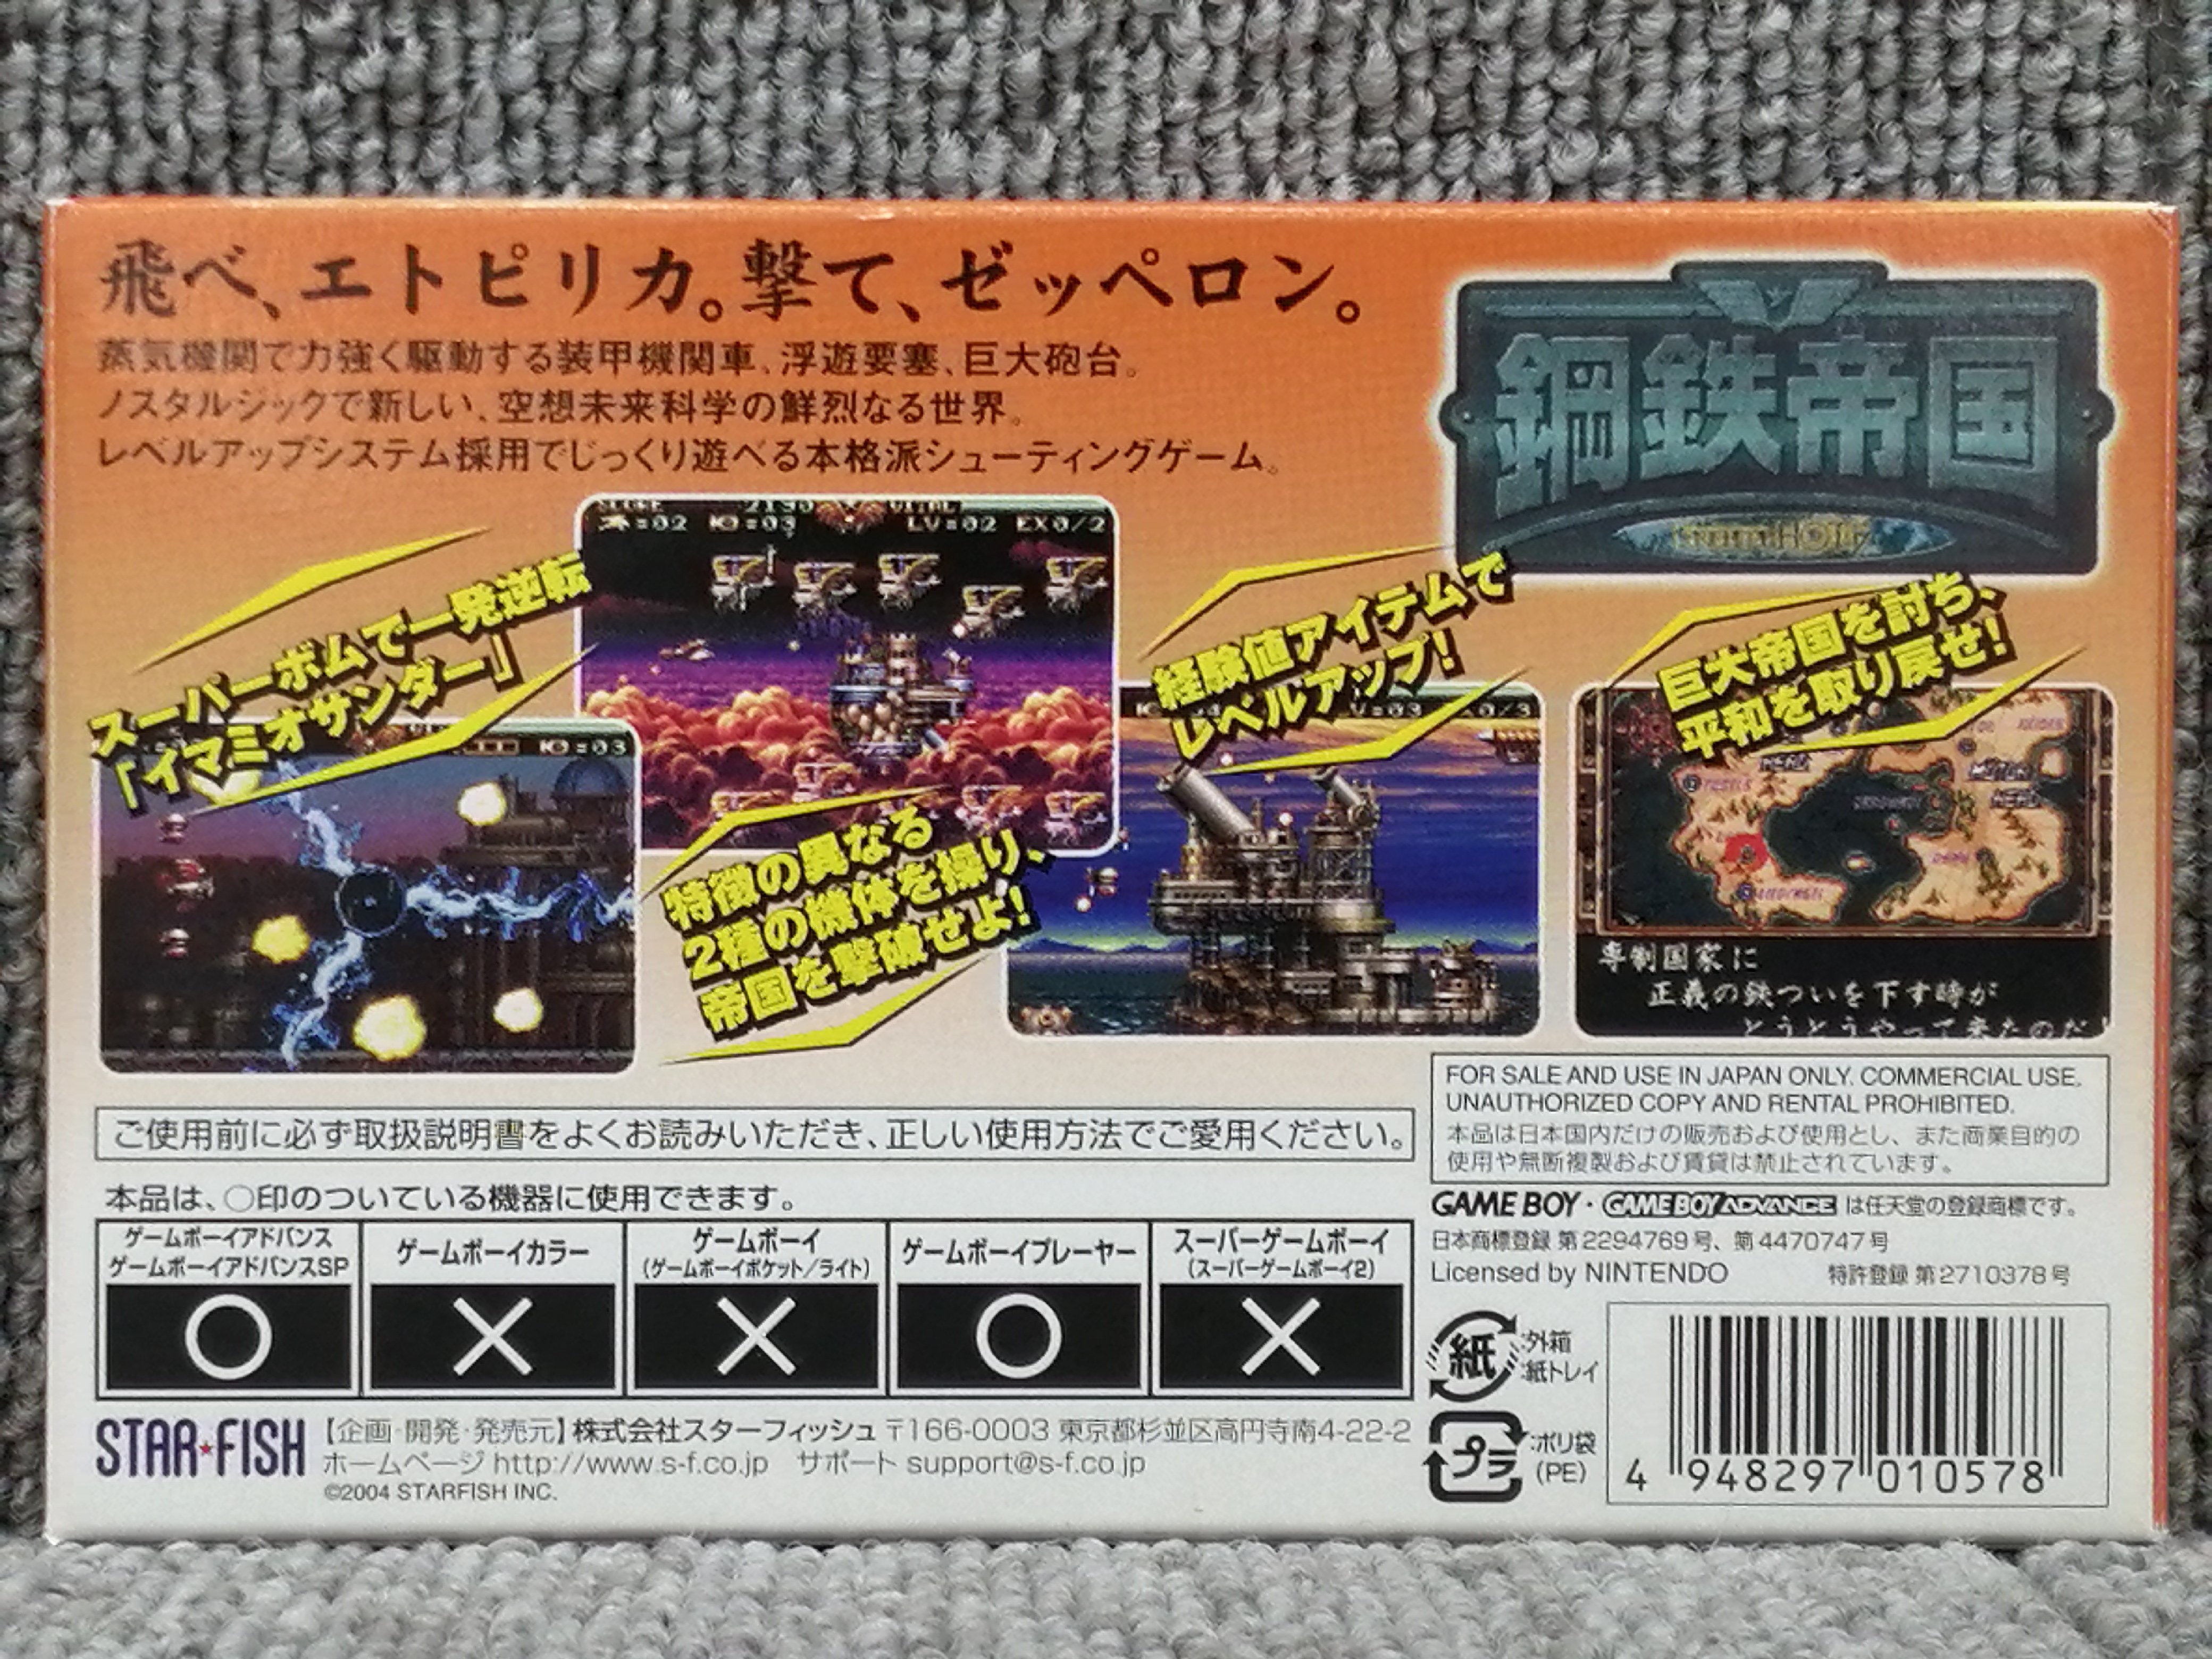 飛べ、エトピリカ。撃て、ゼッペロン。
蒸気機関で力強く駆動する装甲機関車、浮遊要塞、巨大砲台。
ノスタルジックで新しい、空想未来科学の鮮烈なる世界。
レベルアップシステム採用でじっくり遊べる本格派シューティングゲーム。
鋼鉄帝国
from HOT・B
スーパーボムで一発逆転
「イマミオサンダー」
=02 =03 LV=02 EX0/2
=03
特徴の異なる
2種の機体を操り、
帝国を撃破せよ!
経験値アイテムで
レベルアップ!
巨大帝国を討ち、
平和を取り戻せ!
専制国家に
正義の鉄ついを下す時が
とうとうやって来たのだ!
FOR SALE AND USE IN JAPAN ONLY. COMMERCIAL USE,
UNAUTHORIZED COPY AND RENTAL PROHIBITED.
本品は日本国内だけの販売および使用とし、また商業目的の
使用や無断複製および賃貸は禁止されています。
ご使用前に必ず取扱説明書をよくお読みいただき、正しい使用方法でご愛用ください。
本品は、○印のついている機器に使用できます。
ゲームボーイアドバンス
ゲームボーイアドバンスSP
ゲームボーイカラー
ゲームボーイ
(ゲームボーイポケット/ライト)
ゲームボーイプレーヤー
スーパーゲームボーイ
(スーパーゲームボーイ2)
○ × × ○ ×
GAME BOY・GAME BOY ADVANCE は任天堂の登録商標です。
日本商標登録 第2294769号、第4470747号
Licensed by NINTENDO 特許登録 第2710378号
紙 :外箱
:紙トレイ
プラ :ポリ袋
(PE)
4 948297 010578
STAR★FISH
【企画・開発・発売元】株式会社スターフィッシュ 〒166-0003 東京都杉並区高円寺南4-22-2
ホームページ http://www.s-f.co.jp サポート support@s-f.co.jp
©2004 STARFISH INC.